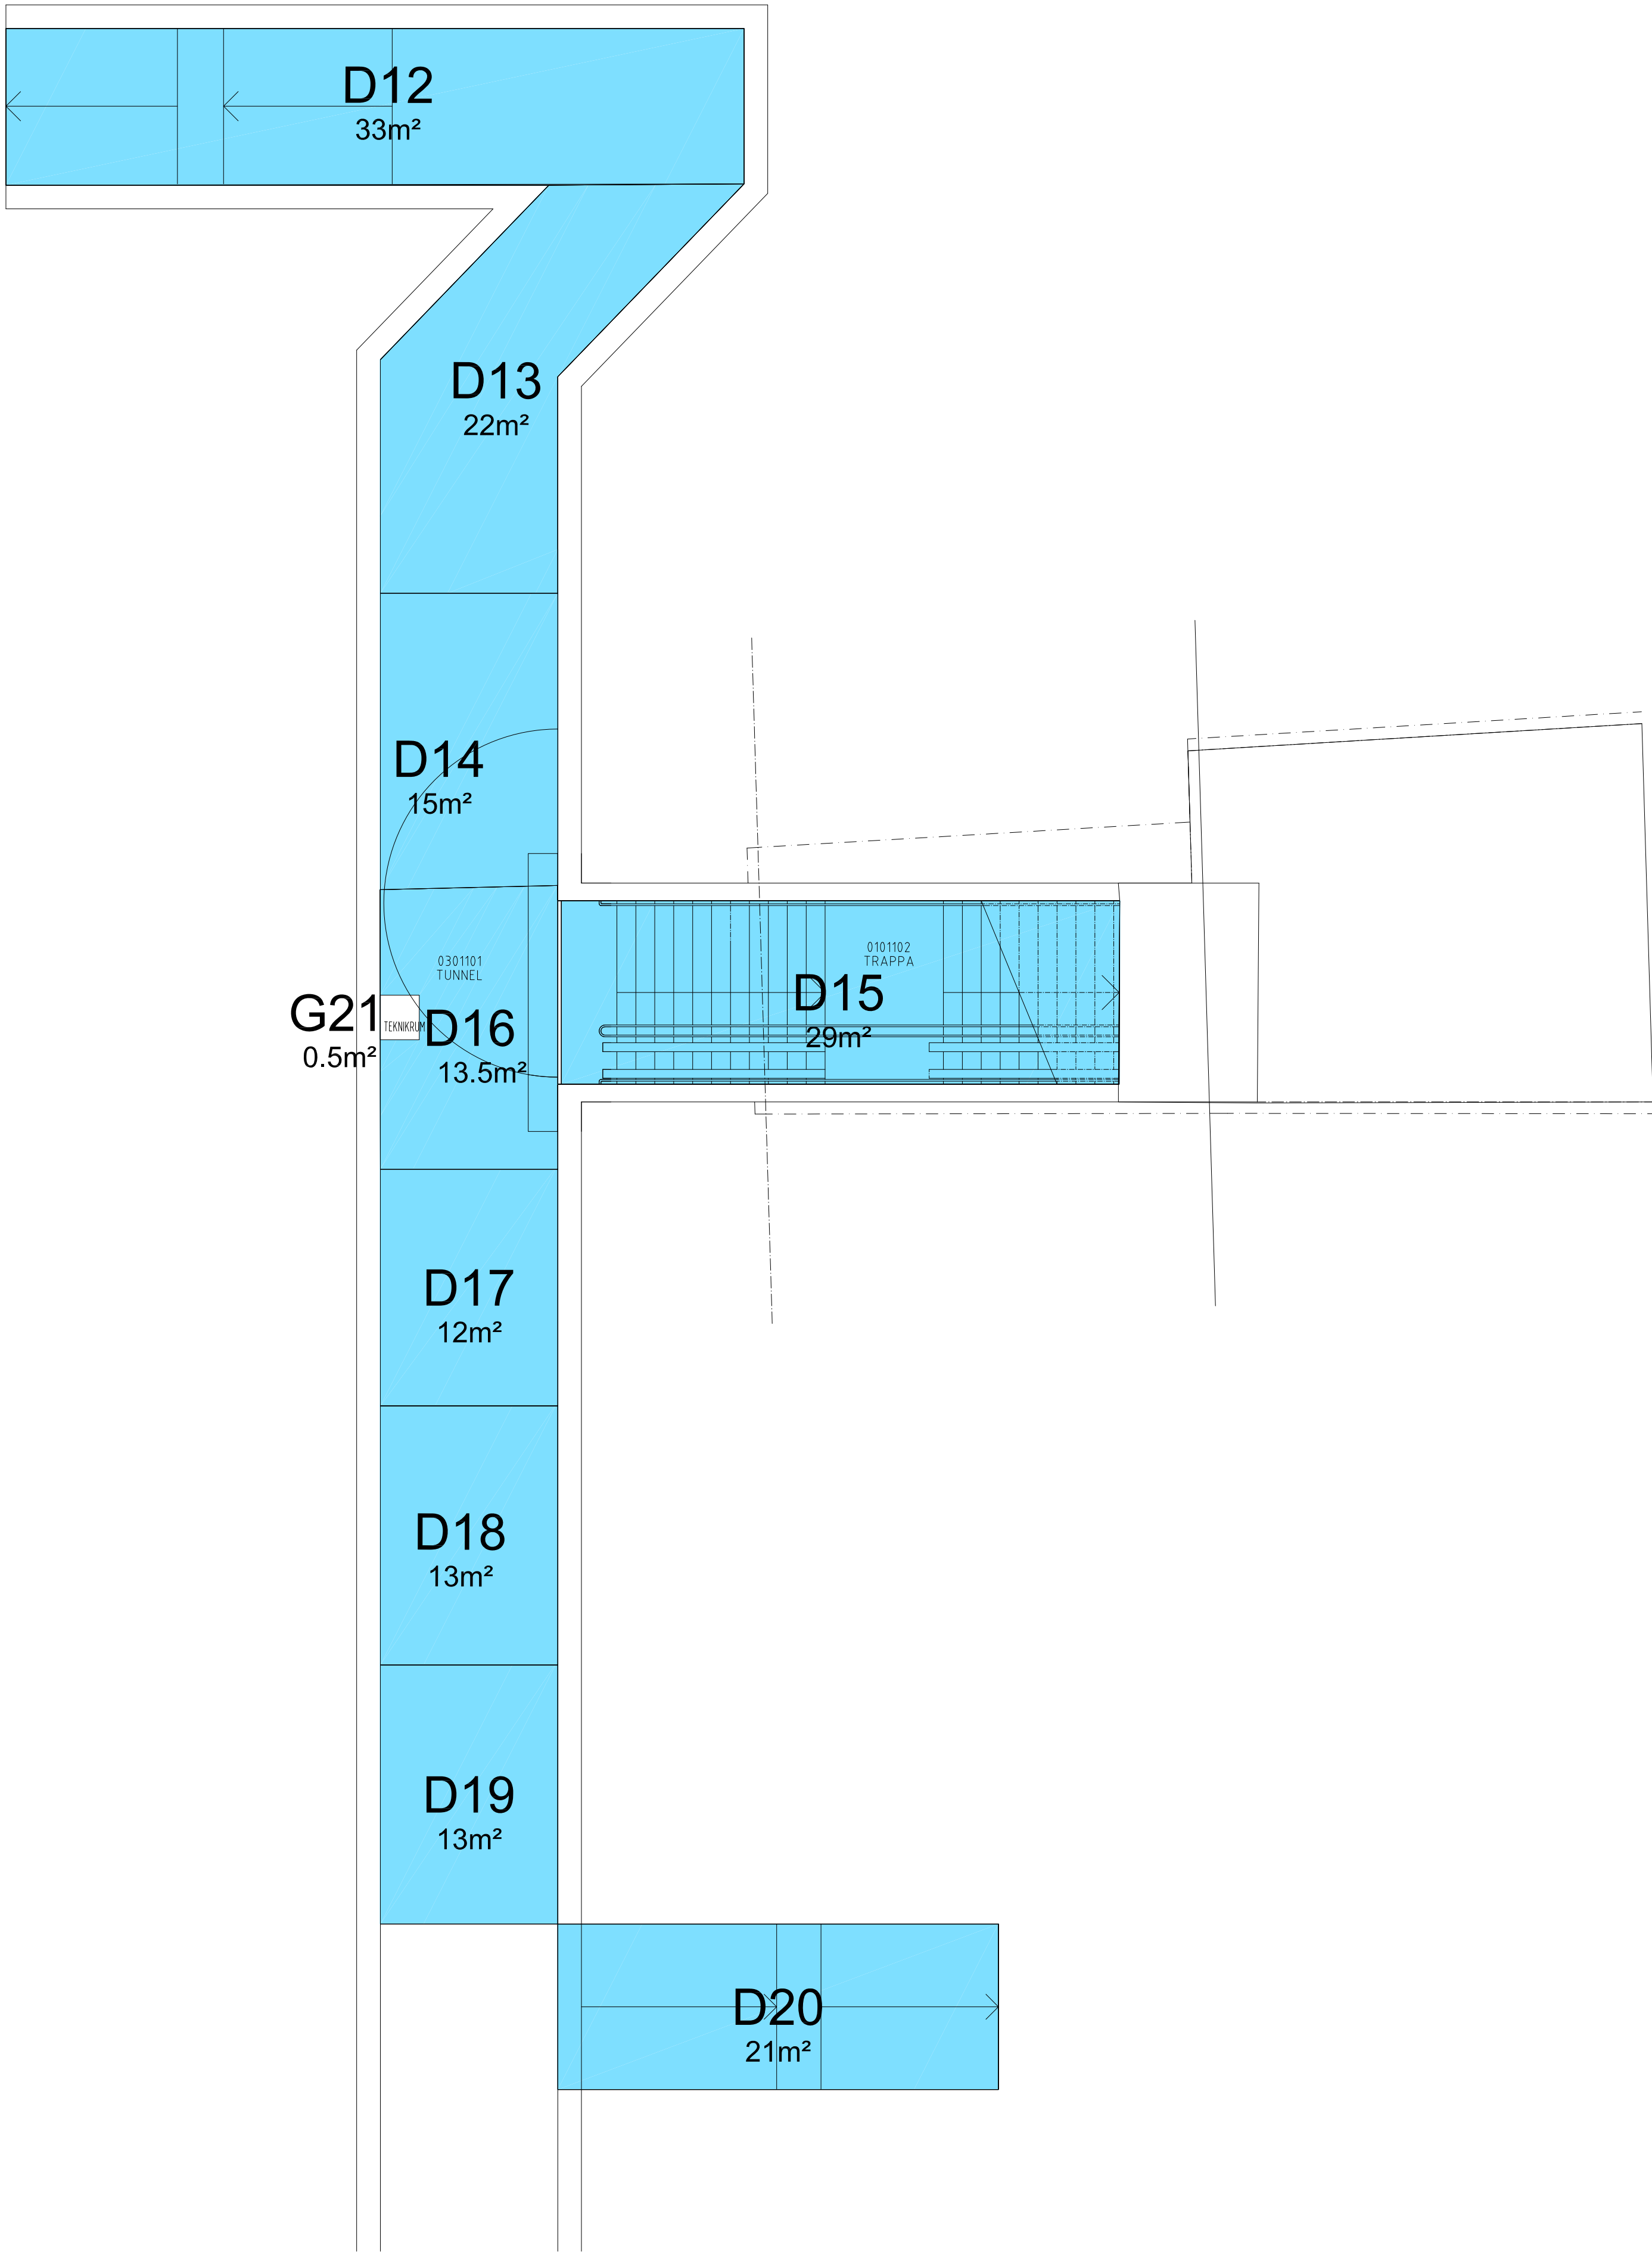 D12
33m²
D13
22m²
D14
15m²
0301101
TUNNEL
0101102
TRAPPA
D15
29m²
G21
0.5m²
TEKNIKRUM
D16
13.5m²
D17
12m²
D18
13m²
D19
13m²
D20
21m²